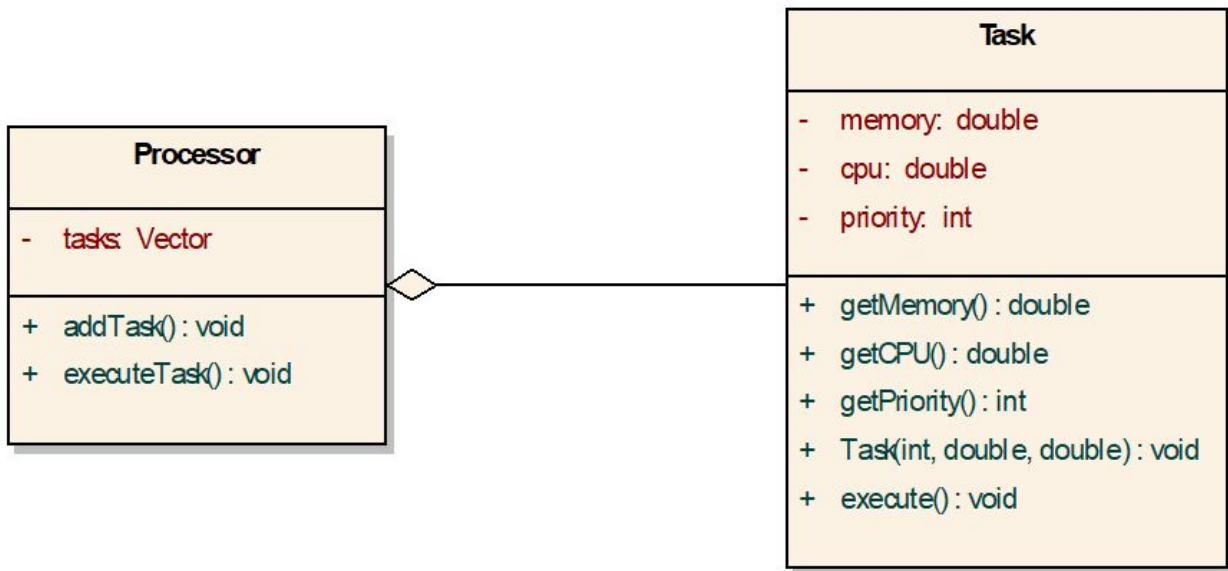 Processor
- tasks: Vector
+ addTask() : void
+ executeTask() : void
Task
- memory: double
- cpu: double
- priority: int
+ getMemory() : double
+ getCPU() : double
+ getPriority() : int
+ Task(int, double, double) : void
+ execute() : void